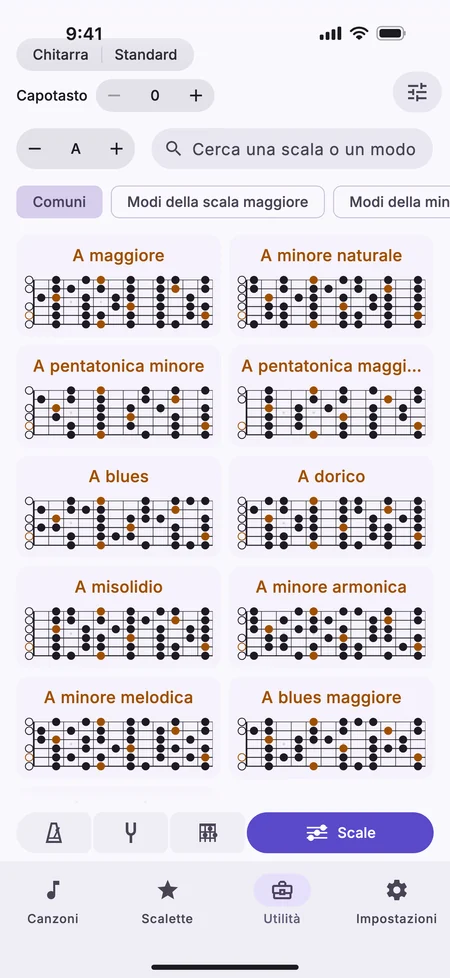 9:41
Chitarra Standard
Capotasto − 0 +
− A + Cerca una scala o un modo
Comuni Modi della scala maggiore Modi della min
A maggiore A minore naturale
A pentatonica minore A pentatonica maggi...
A blues A dorico
A misolidio A minore armonica
A minore melodica A blues maggiore
Scale
Canzoni Scalette Utilità Impostazioni